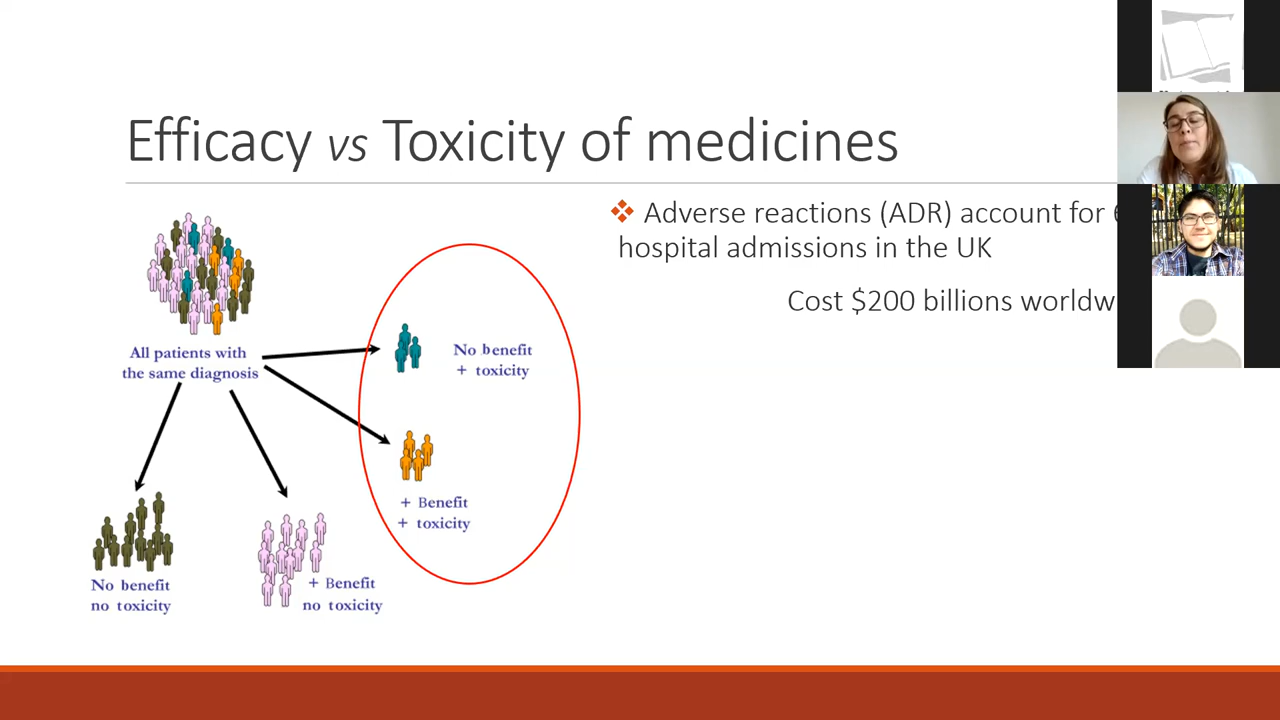 Efficacy vs Toxicity of medicines
❖ Adverse reactions (ADR) account for
hospital admissions in the UK
Cost $200 billions
All patients with
the same diagnosis
No benefit
+ toxicity
+ Benefit
+ toxicity
No benefit
no toxicity
+ Benefit
no toxicity